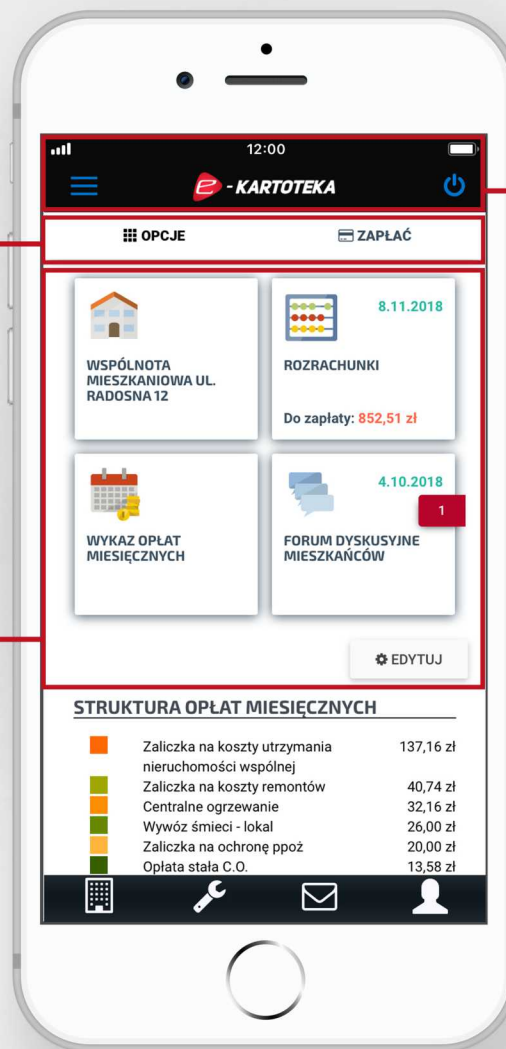 12:00
e - KARTOTEKA
OPCJE
ZAPŁAĆ
WSPÓLNOTA
MIESZKANIOWA UL.
RADOSNA 12
8.11.2018
ROZRACHUNKI
Do zapłaty: 852,51 zł
WYKAZ OPŁAT
MIESIĘCZNYCH
4.10.2018
1
FORUM DYSKUSYJNE
MIESZKAŃCÓW
EDYTUJ
STRUKTURA OPŁAT MIESIĘCZNYCH
Zaliczka na koszty utrzymania 137,16 zł
nieruchomości wspólnej
Zaliczka na koszty remontów 40,74 zł
Centralne ogrzewanie 32,16 zł
Wywóz śmieci - lokal 26,00 zł
Zaliczka na ochronę ppoż 20,00 zł
Opłata stała C.O. 13,58 zł